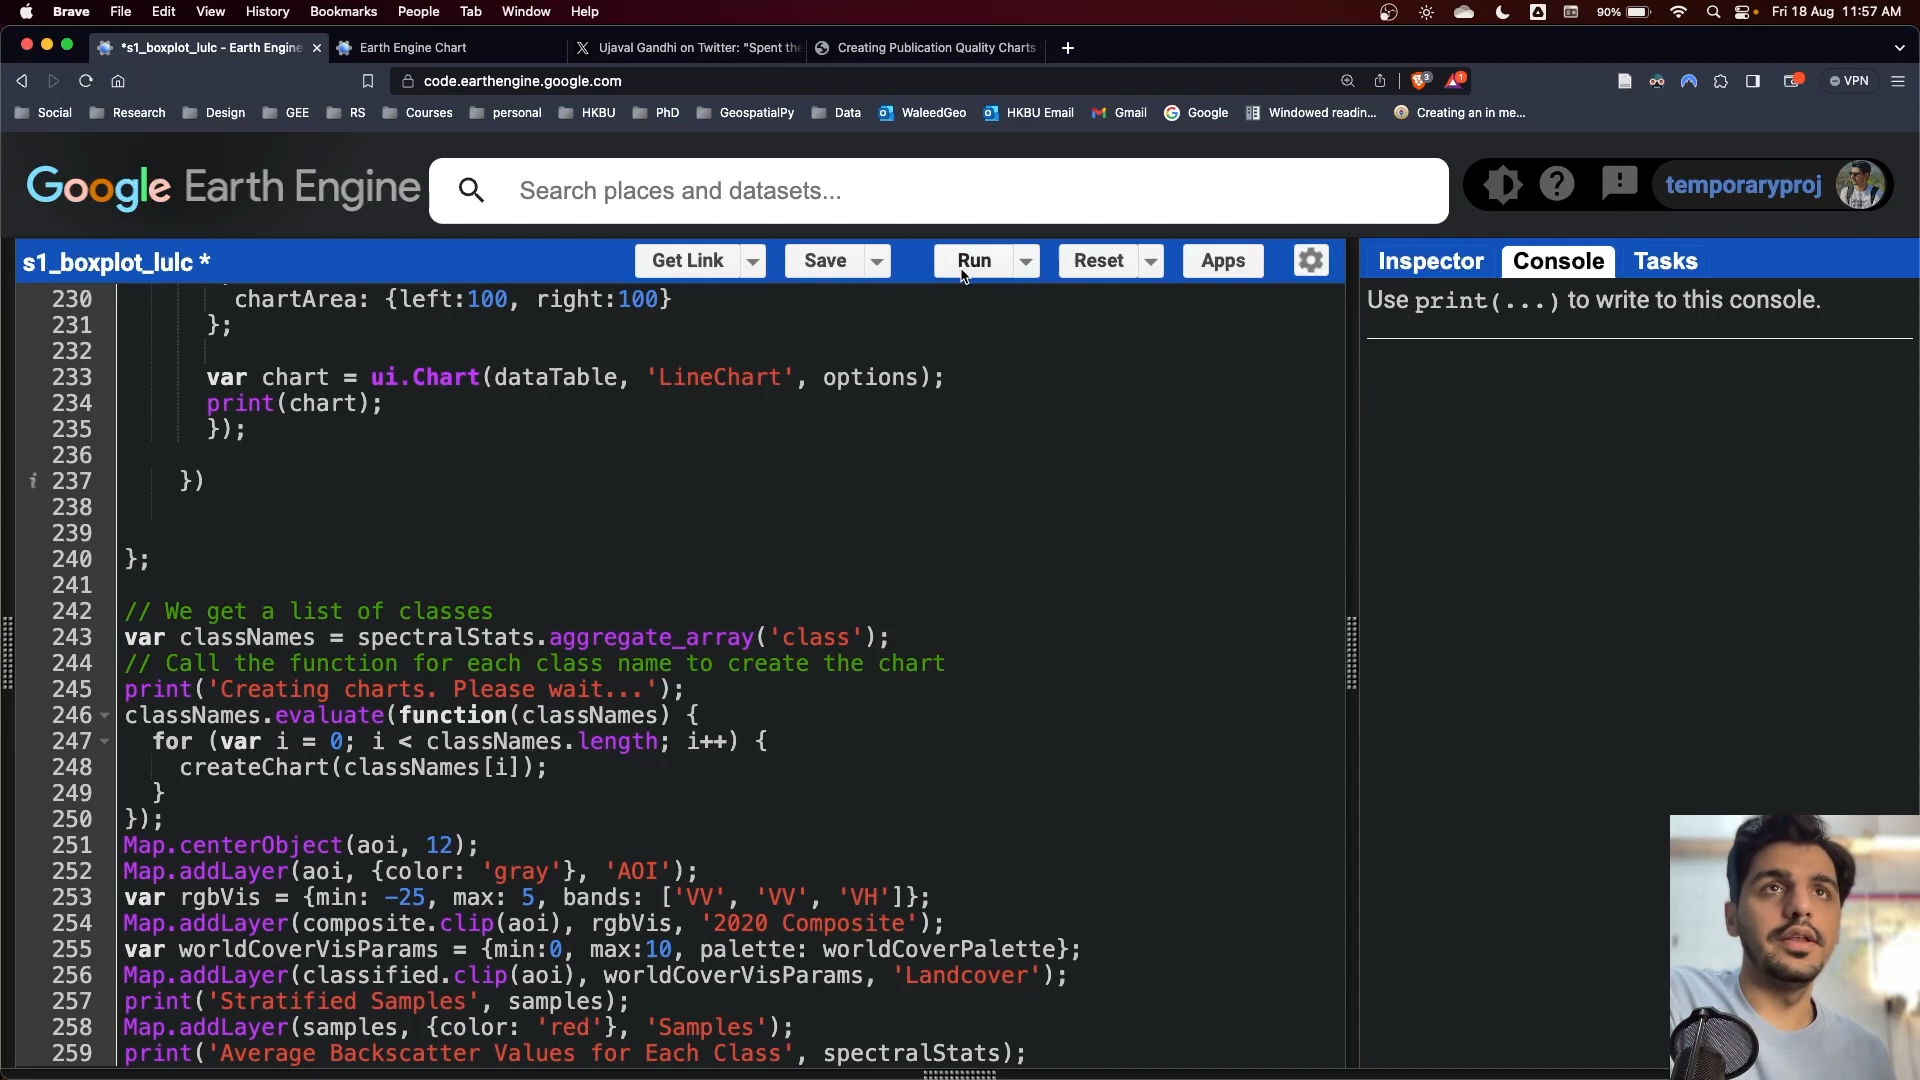 Brave File Edit View History Bookmarks People Tab Window Help
90% Fri 18 Aug 11:57 AM
*s1_boxplot_lulc - Earth Engine
Earth Engine Chart
Ujaval Gandhi on Twitter: "Spent the
Creating Publication Quality Charts
code.earthengine.google.com
3
1
VPN
Social Research Design GEE RS Courses personal HKBU PhD GeospatialPy Data WaleedGeo HKBU Email Gmail Google Windowed readin... Creating an in me...
Google Earth Engine
Search places and datasets...
temporaryproj
s1_boxplot_lulc *
Get Link Save Run Reset Apps
Inspector Console Tasks
Use print(...) to write to this console.
230 chartArea: {left:100, right:100}
231 };
232
233 var chart = ui.Chart(dataTable, 'LineChart', options);
234 print(chart);
235 });
236
i 237 })
238
239
240 };
241
242 // We get a list of classes
243 var classNames = spectralStats.aggregate_array('class');
244 // Call the function for each class name to create the chart
245 print('Creating charts. Please wait...');
246 classNames.evaluate(function(classNames) {
247 for (var i = 0; i < classNames.length; i++) {
248 createChart(classNames[i]);
249 }
250 });
251 Map.centerObject(aoi, 12);
252 Map.addLayer(aoi, {color: 'gray'}, 'AOI');
253 var rgbVis = {min: -25, max: 5, bands: ['VV', 'VV', 'VH']};
254 Map.addLayer(composite.clip(aoi), rgbVis, '2020 Composite');
255 var worldCoverVisParams = {min:0, max:10, palette: worldCoverPalette};
256 Map.addLayer(classified.clip(aoi), worldCoverVisParams, 'Landcover');
257 print('Stratified Samples', samples);
258 Map.addLayer(samples, {color: 'red'}, 'Samples');
259 print('Average Backscatter Values for Each Class', spectralStats);